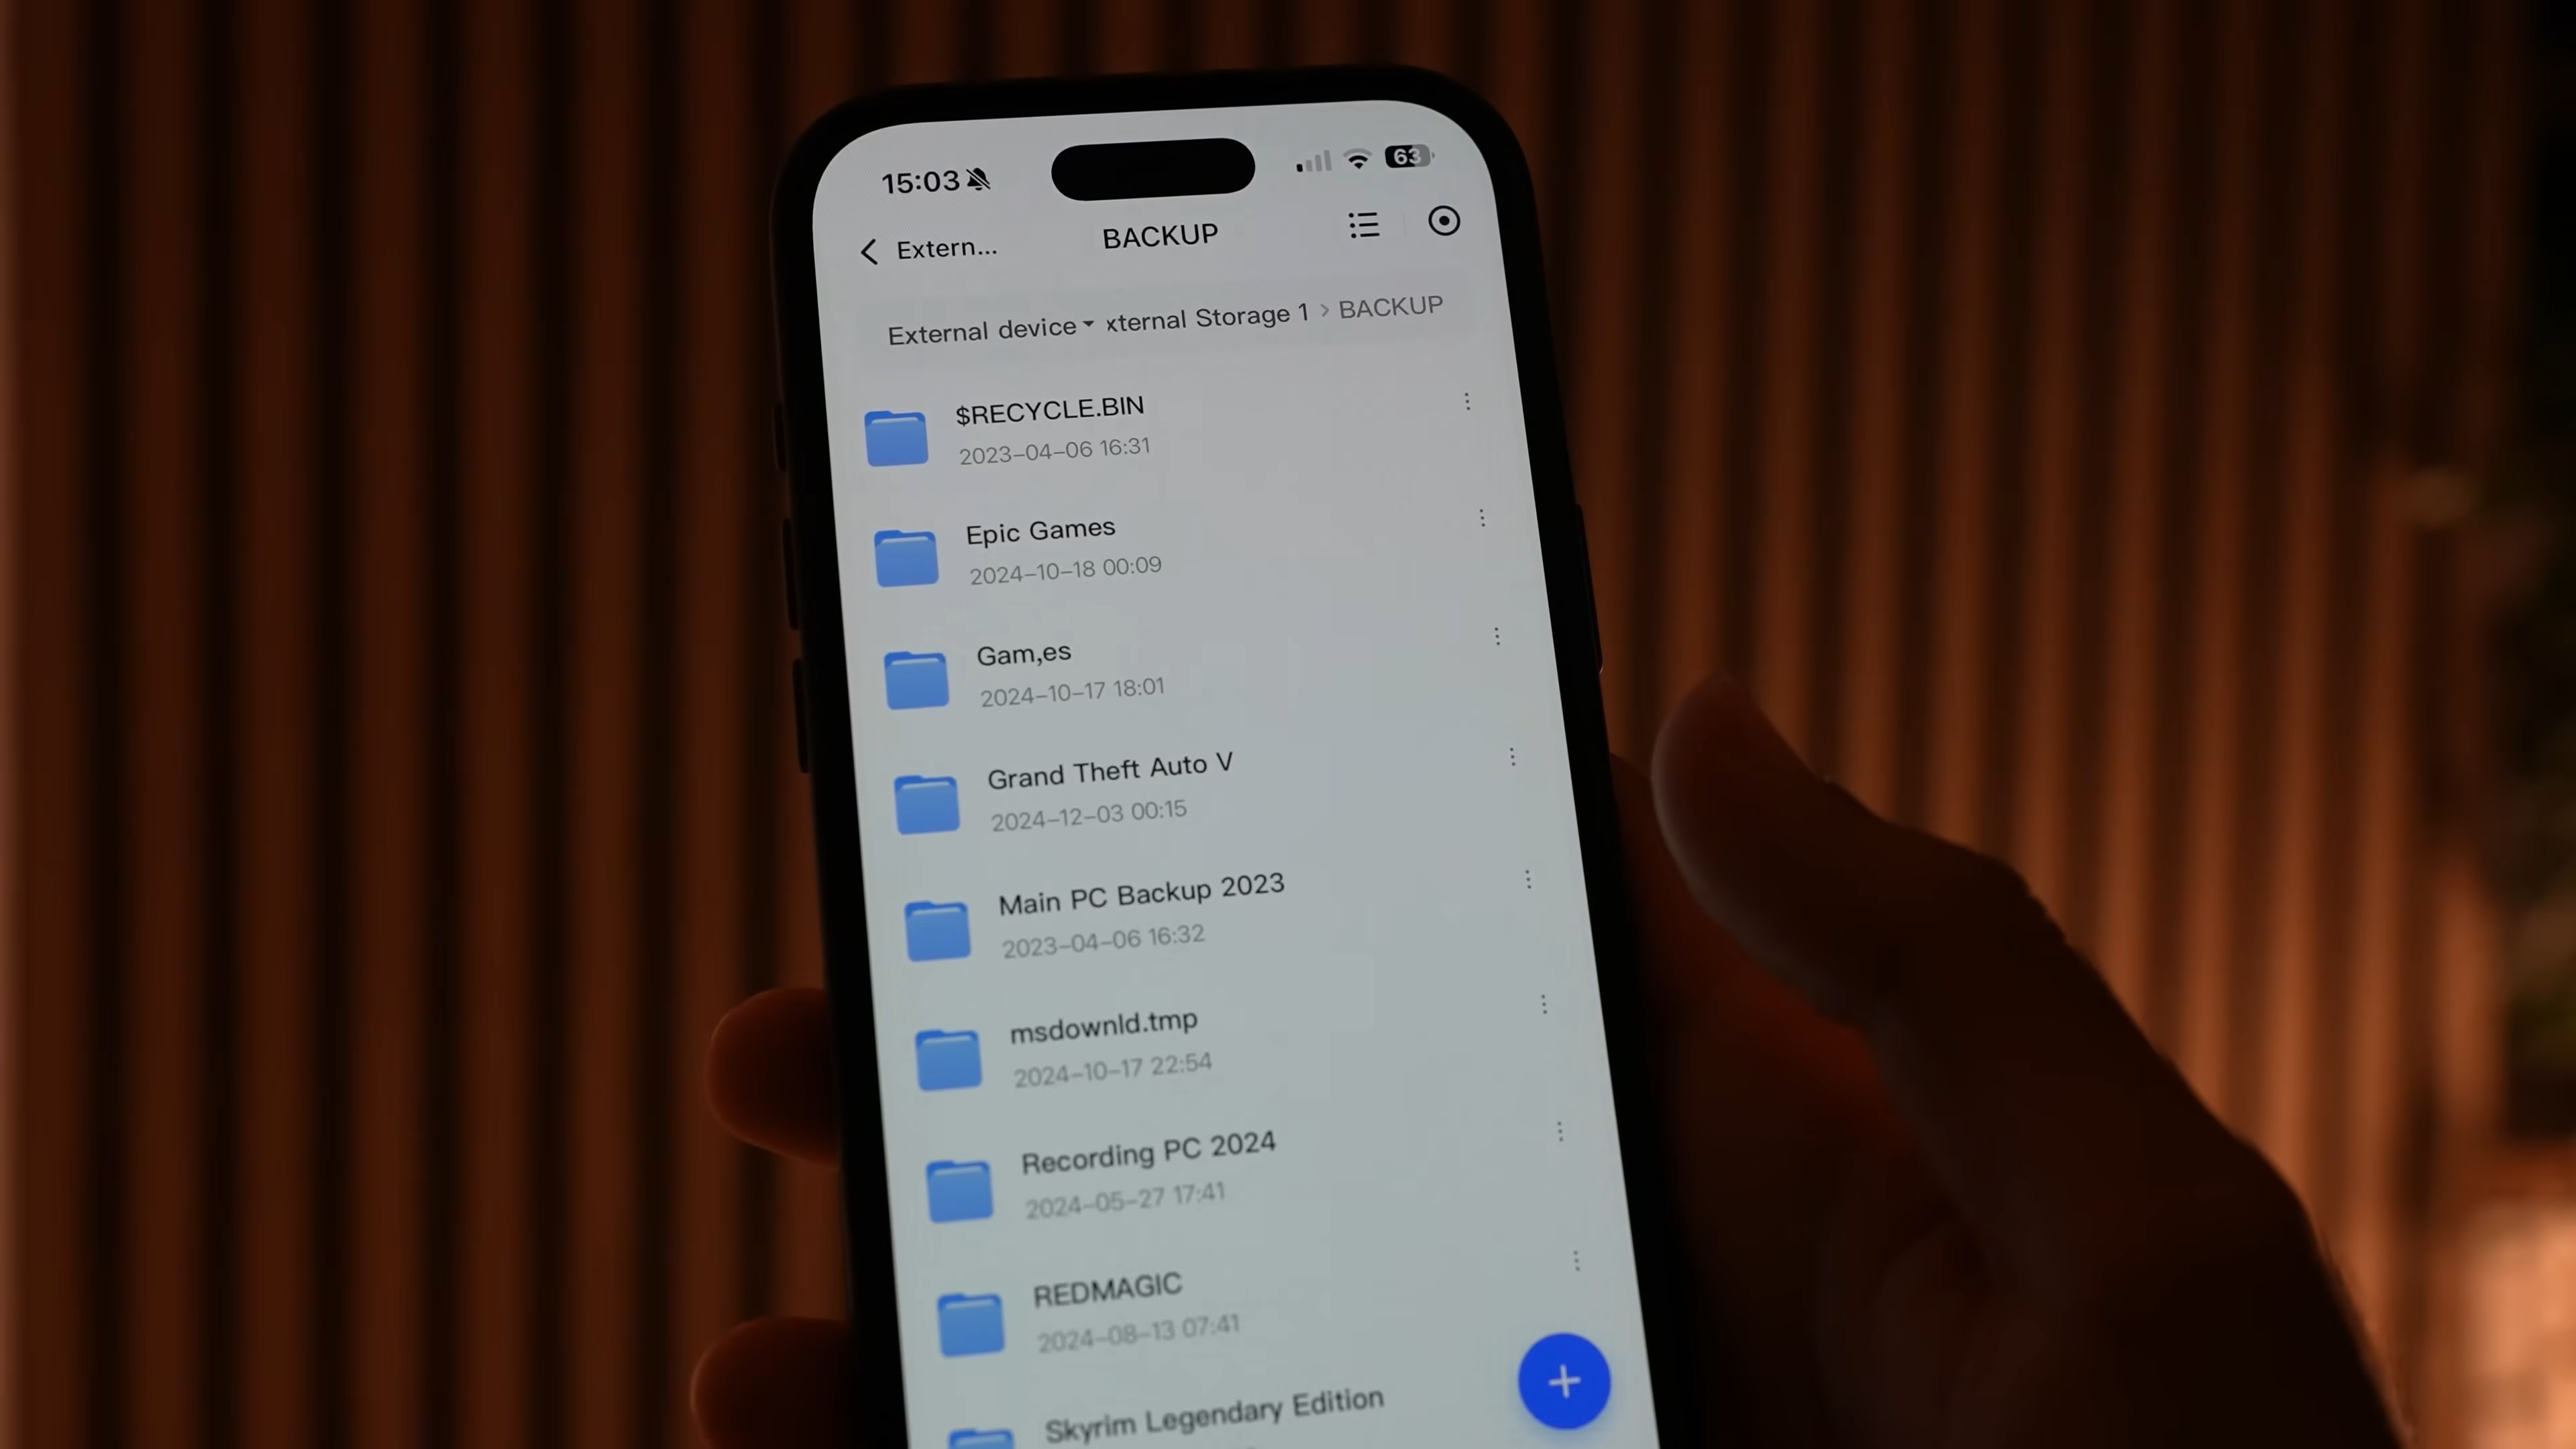 15:03
63
Extern...
BACKUP
External device
xternal Storage 1 > BACKUP
$RECYCLE.BIN
2023-04-06 16:31
Epic Games
2024-10-18 00:09
Gam,es
2024-10-17 18:01
Grand Theft Auto V
2024-12-03 00:15
Main PC Backup 2023
2023-04-06 16:32
msdownld.tmp
2024-10-17 22:54
Recording PC 2024
2024-05-27 17:41
REDMAGIC
2024-08-13 07:41
Skyrim Legendary Edition